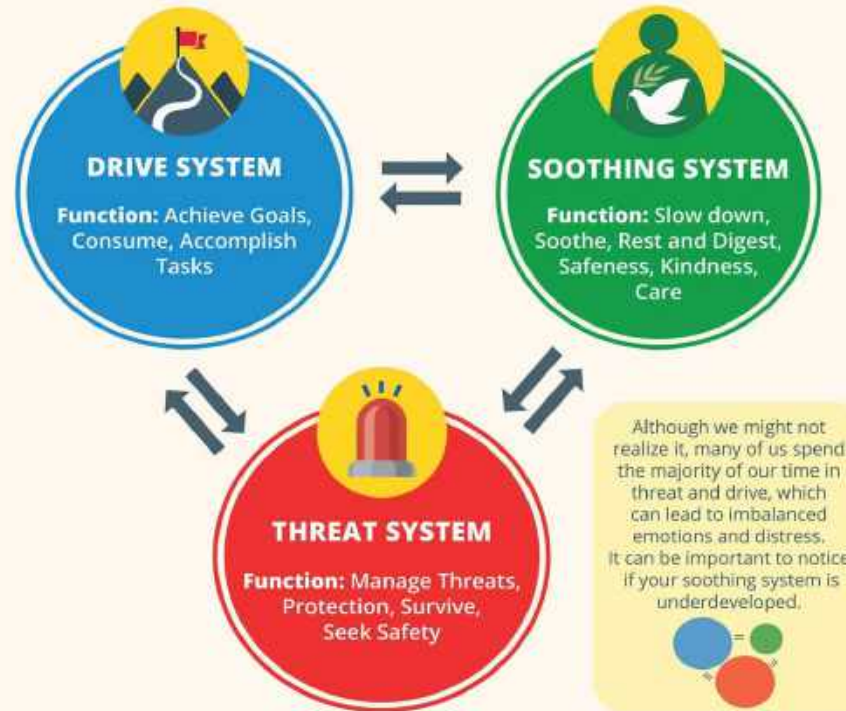 DRIVE SYSTEM
Function: Achieve Goals,
Consume, Accomplish
Tasks
SOOTHING SYSTEM
Function: Slow down,
Soothe, Rest and Digest,
Safeness, Kindness,
Care
THREAT SYSTEM
Function: Manage Threats,
Protection, Survive,
Seek Safety
Although we might not
realize it, many of us spend
the majority of our time in
threat and drive, which
can lead to imbalanced
emotions and distress.
It can be important to notice
if your soothing system is
underdeveloped.
=
=
=